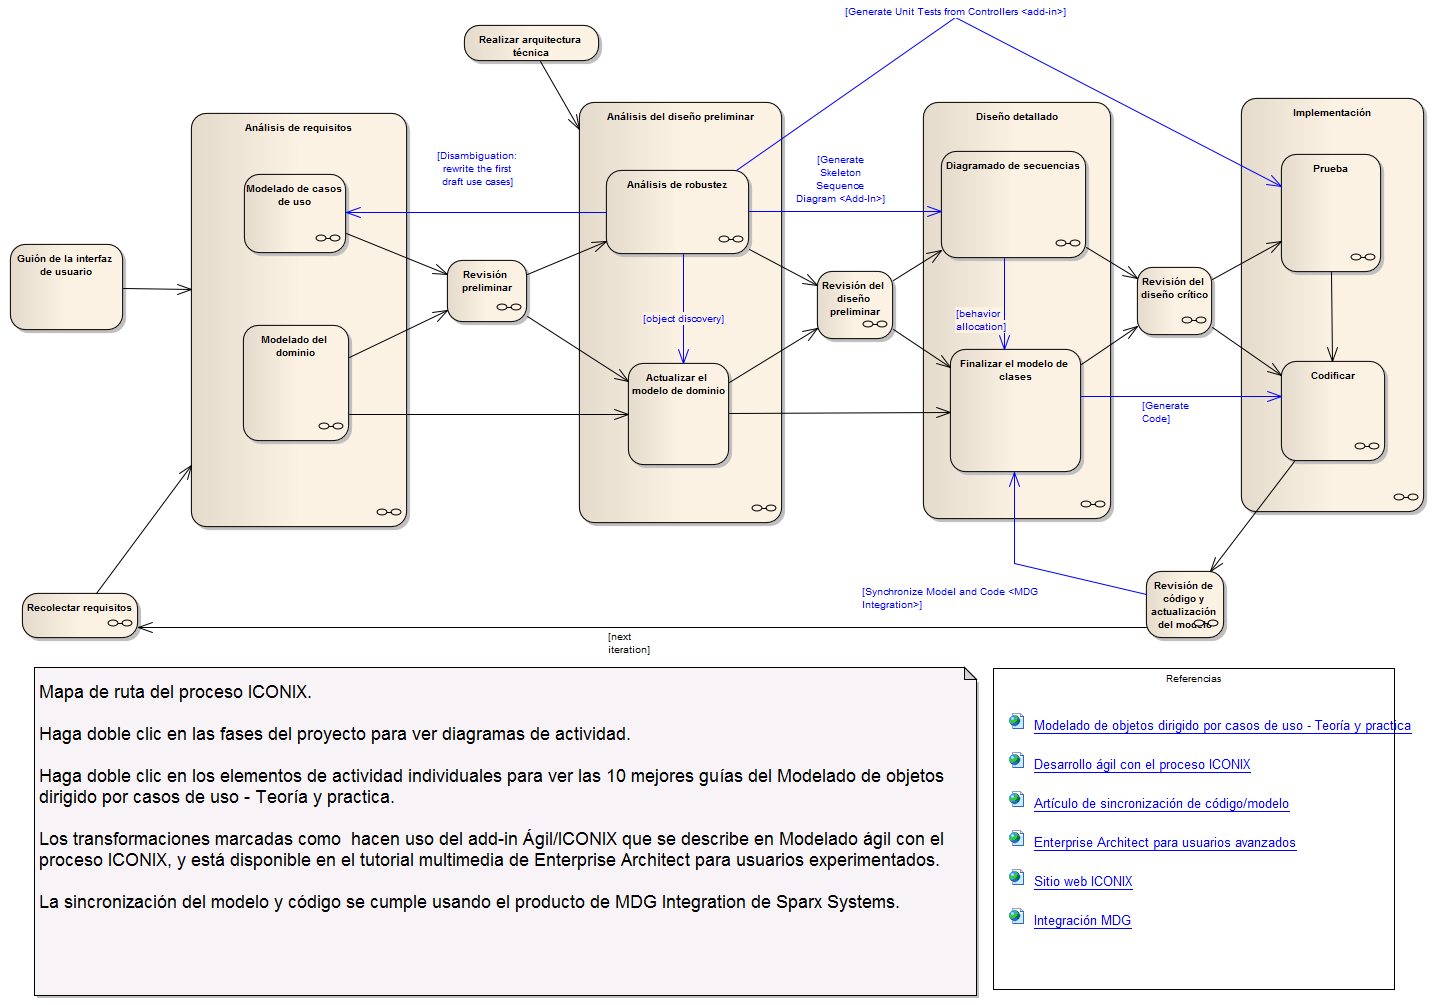 [Generate Unit Tests from Controllers <add-in>]
Realizar arquitectura
técnica
Análisis de requisitos
Análisis del diseño preliminar
Diseño detallado
Implementación
[Disambiguation:
rewrite the first
draft use cases]
[Generate
Skeleton
Sequence
Diagram <Add-In>]
Modelado de casos
de uso
Análisis de robustez
Diagramado de secuencias
Prueba
Guión de la interfaz
de usuario
Revisión
preliminar
Revisión del
diseño
preliminar
Revisión del
diseño crítico
[object discovery]
[behavior
allocation]
Modelado del
dominio
Actualizar el
modelo de dominio
Finalizar el modelo de
clases
Codificar
[Generate
Code]
Recolectar requisitos
[Synchronize Model and Code <MDG
Integration>]
Revisión de
código y
actualización
del modelo
[next
iteration]
Mapa de ruta del proceso ICONIX.
Haga doble clic en las fases del proyecto para ver diagramas de actividad.
Haga doble clic en los elementos de actividad individuales para ver las 10 mejores guías del Modelado de objetos
dirigido por casos de uso - Teoría y practica.
Los transformaciones marcadas como  hacen uso del add-in Ágil/ICONIX que se describe en Modelado ágil con el
proceso ICONIX, y está disponible en el tutorial multimedia de Enterprise Architect para usuarios experimentados.
La sincronización del modelo y código se cumple usando el producto de MDG Integration de Sparx Systems.
Referencias
Modelado de objetos dirigido por casos de uso - Teoría y practica
Desarrollo ágil con el proceso ICONIX
Artículo de sincronización de código/modelo
Enterprise Architect para usuarios avanzados
Sitio web ICONIX
Integración MDG